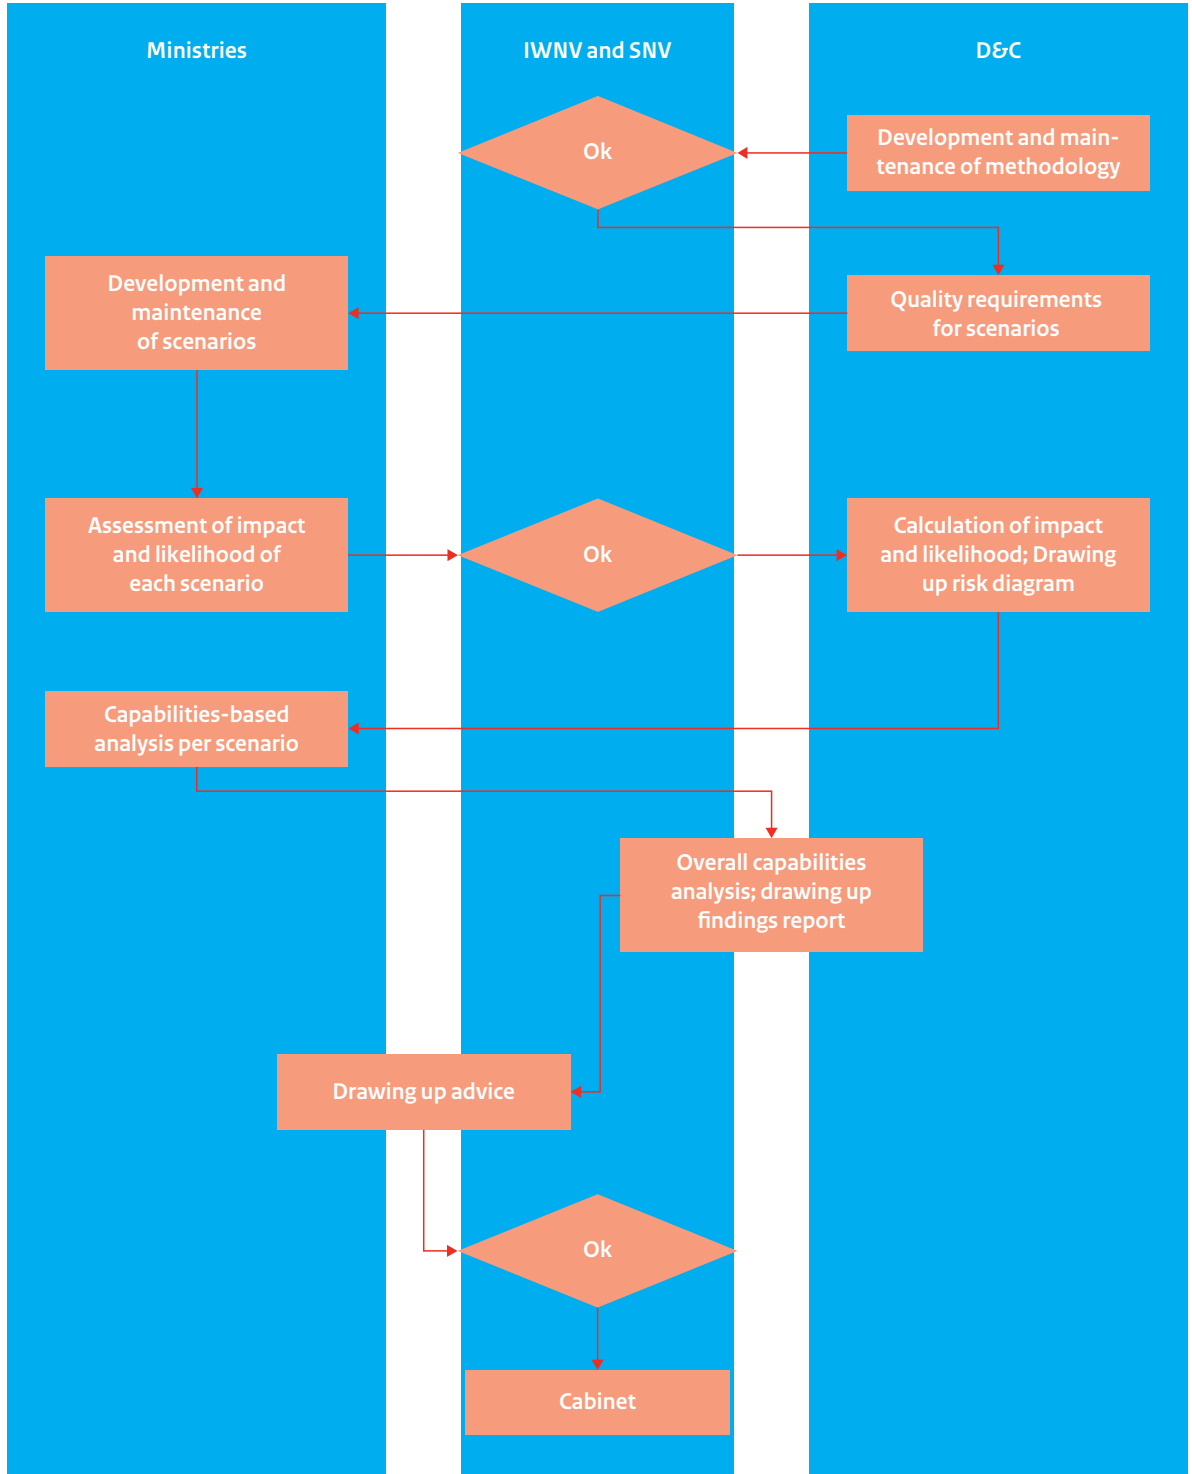 Ministries
IWNV and SNV
D&C
Ok
Development and main-
tenance of methodology
Development and
maintenance
of scenarios
Quality requirements
for scenarios
Assessment of impact
and likelihood of
each scenario
Ok
Calculation of impact
and likelihood; Drawing
up risk diagram
Capabilities-based
analysis per scenario
Overall capabilities
analysis; drawing up
findings report
Drawing up advice
Ok
Cabinet